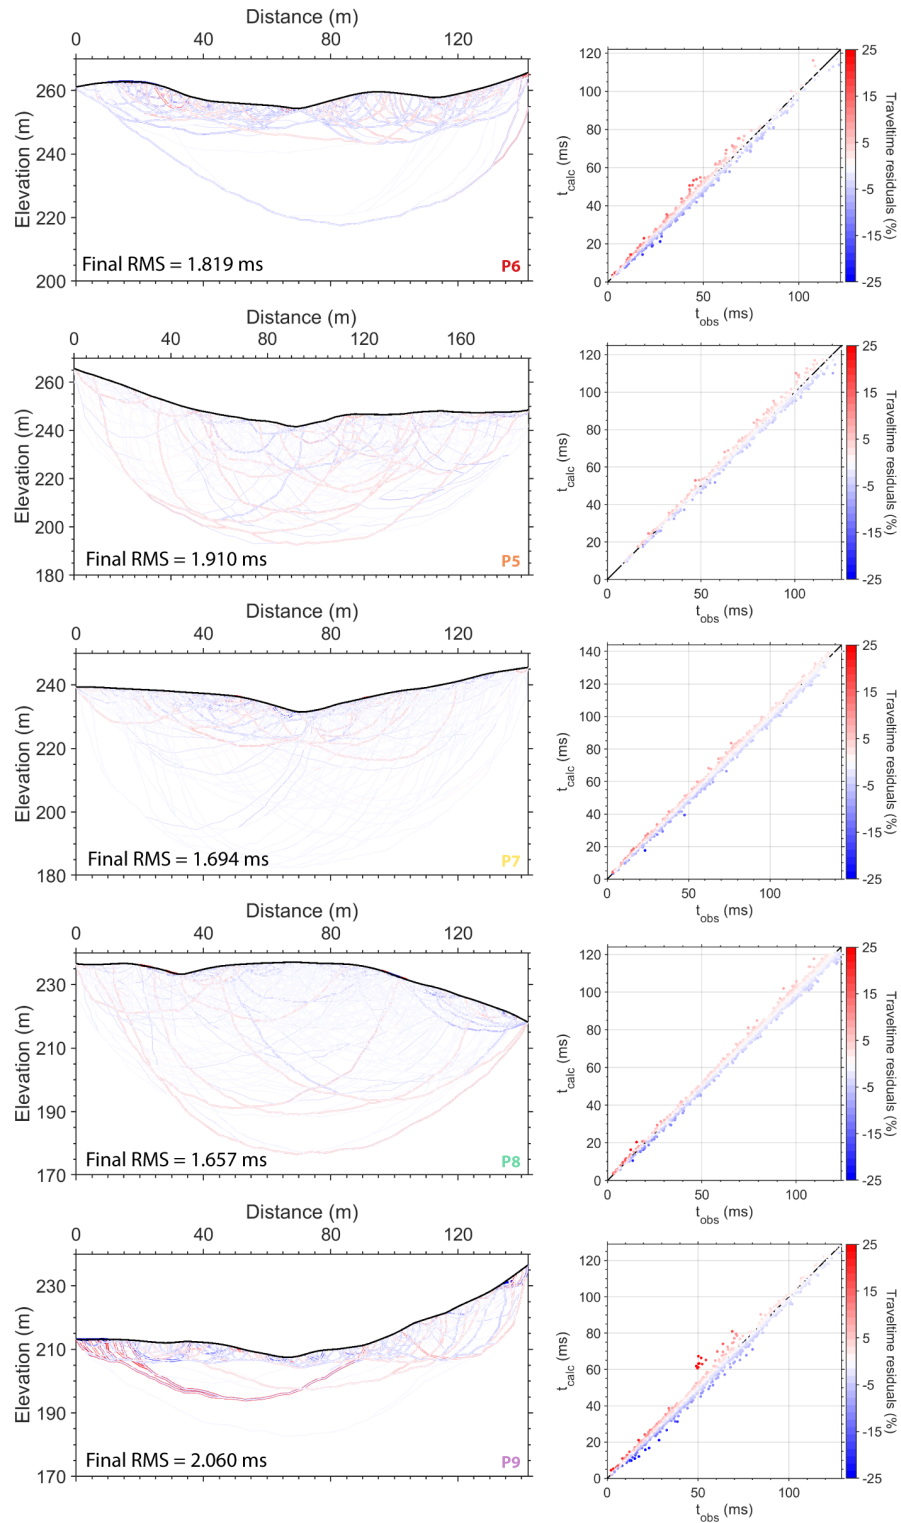 Distance (m)
0 40 80 120
Elevation (m)
260
240
220
200
Final RMS = 1.819 ms
P6
120
100
80
60
40
20
0
t_calc (ms)
0 50 100
t_obs (ms)
25
15
5
-5
-15
-25
Traveltime residuals (%)
Distance (m)
0 40 80 120 160
Elevation (m)
260
240
220
200
180
Final RMS = 1.910 ms
P5
120
100
80
60
40
20
0
t_calc (ms)
0 50 100
t_obs (ms)
25
15
5
-5
-15
-25
Traveltime residuals (%)
Distance (m)
0 40 80 120
Elevation (m)
240
220
200
180
Final RMS = 1.694 ms
P7
140
120
100
80
60
40
20
0
t_calc (ms)
0 50 100
t_obs (ms)
25
15
5
-5
-15
-25
Traveltime residuals (%)
Distance (m)
0 40 80 120
Elevation (m)
230
210
190
170
Final RMS = 1.657 ms
P8
120
100
80
60
40
20
0
t_calc (ms)
0 50 100
t_obs (ms)
25
15
5
-5
-15
-25
Traveltime residuals (%)
Distance (m)
0 40 80 120
Elevation (m)
230
210
190
170
Final RMS = 2.060 ms
P9
120
100
80
60
40
20
0
t_calc (ms)
0 50 100
t_obs (ms)
25
15
5
-5
-15
-25
Traveltime residuals (%)